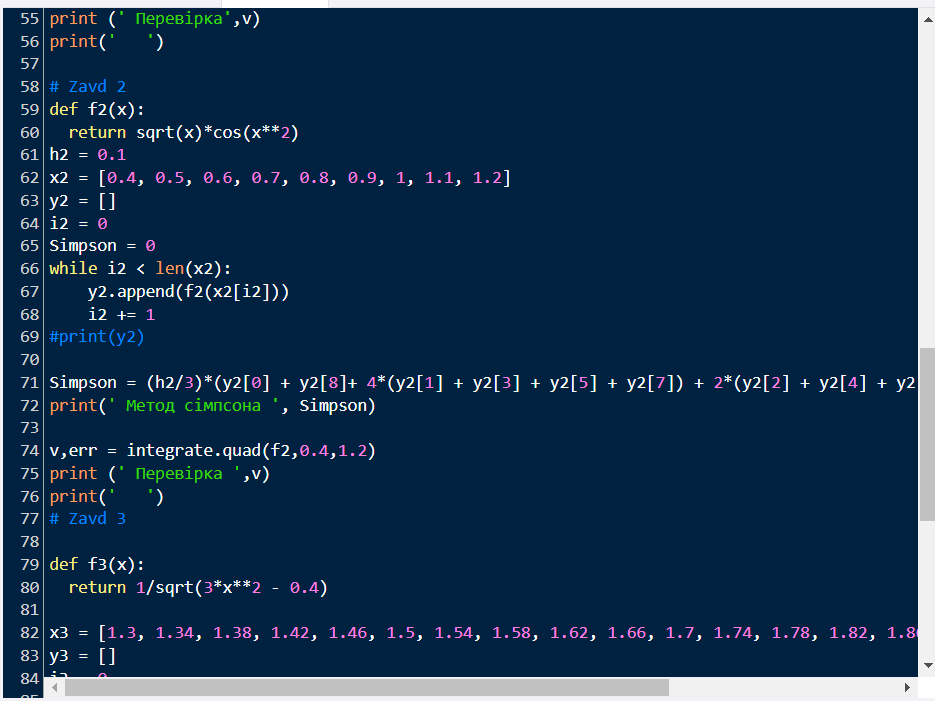 55 print (' Перевірка',v)
56 print('   ')
57
58 # Zavd 2
59 def f2(x):
60   return sqrt(x)*cos(x**2)
61 h2 = 0.1
62 x2 = [0.4, 0.5, 0.6, 0.7, 0.8, 0.9, 1, 1.1, 1.2]
63 y2 = []
64 i2 = 0
65 Simpson = 0
66 while i2 < len(x2):
67     y2.append(f2(x2[i2]))
68     i2 += 1
69 #print(y2)
70
71 Simpson = (h2/3)*(y2[0] + y2[8]+ 4*(y2[1] + y2[3] + y2[5] + y2[7]) + 2*(y2[2] + y2[4] + y2
72 print(' Метод сімпсона ', Simpson)
73
74 v,err = integrate.quad(f2,0.4,1.2)
75 print (' Перевірка ',v)
76 print('   ')
77 # Zavd 3
78
79 def f3(x):
80   return 1/sqrt(3*x**2 - 0.4)
81
82 x3 = [1.3, 1.34, 1.38, 1.42, 1.46, 1.5, 1.54, 1.58, 1.62, 1.66, 1.7, 1.74, 1.78, 1.82,
83 y3 = []
84